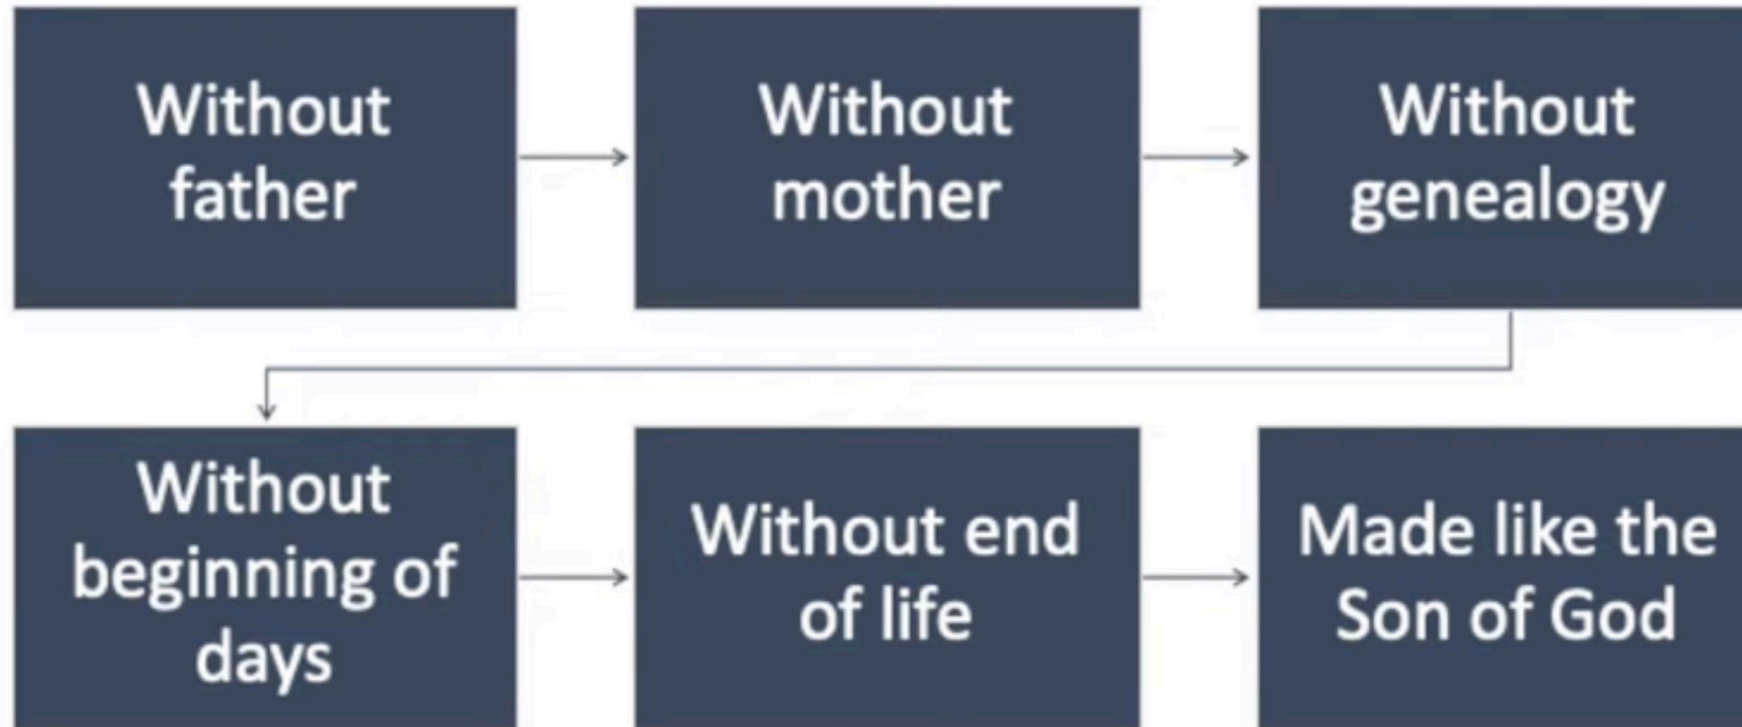 Without
father
Without
mother
Without
genealogy
Without
beginning of
days
Without end
of life
Made like the
Son of God